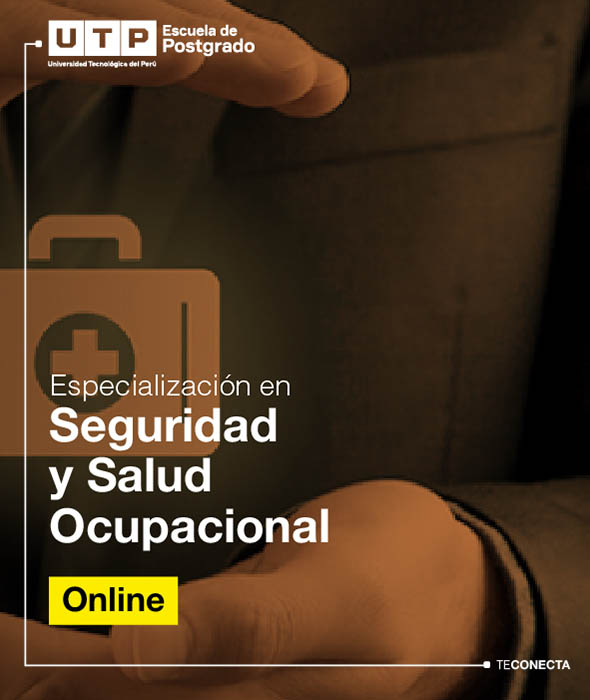 UTP Escuela de
Postgrado
Universidad Tecnológica del Perú
Especialización en
Seguridad
y Salud
Ocupacional
Online
TECONECTA